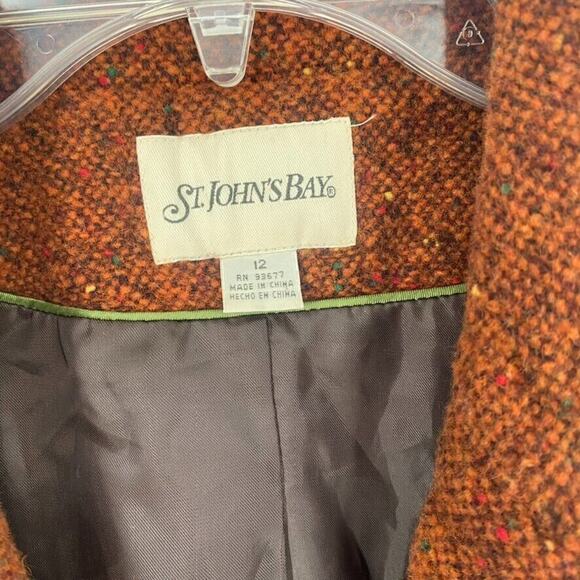 ST. JOHN'S BAY®
12
RN 93677
MADE IN CHINA
HECHO EN CHINA